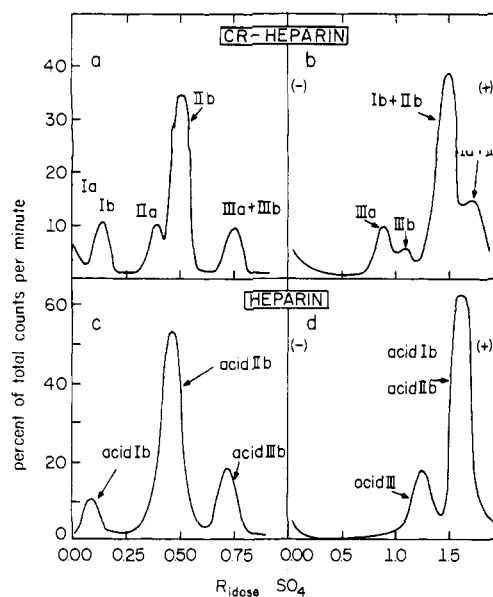 CR-HEPARIN
a
b
40
30
20
10
0
(-)
(+)
Ia
Ib
IIa
IIb
IIIa+IIIb
Ib+IIb
IIIa
IIIb
HEPARIN
c
d
60
40
20
0
(-)
(+)
acid Ib
acid IIb
acid IIIb
acid Ib
acid IIb
acid III
percent of total counts per minute
0.00 0.25 0.50 0.75 0.00 0.5 1.0 1.5
Ridose SO4